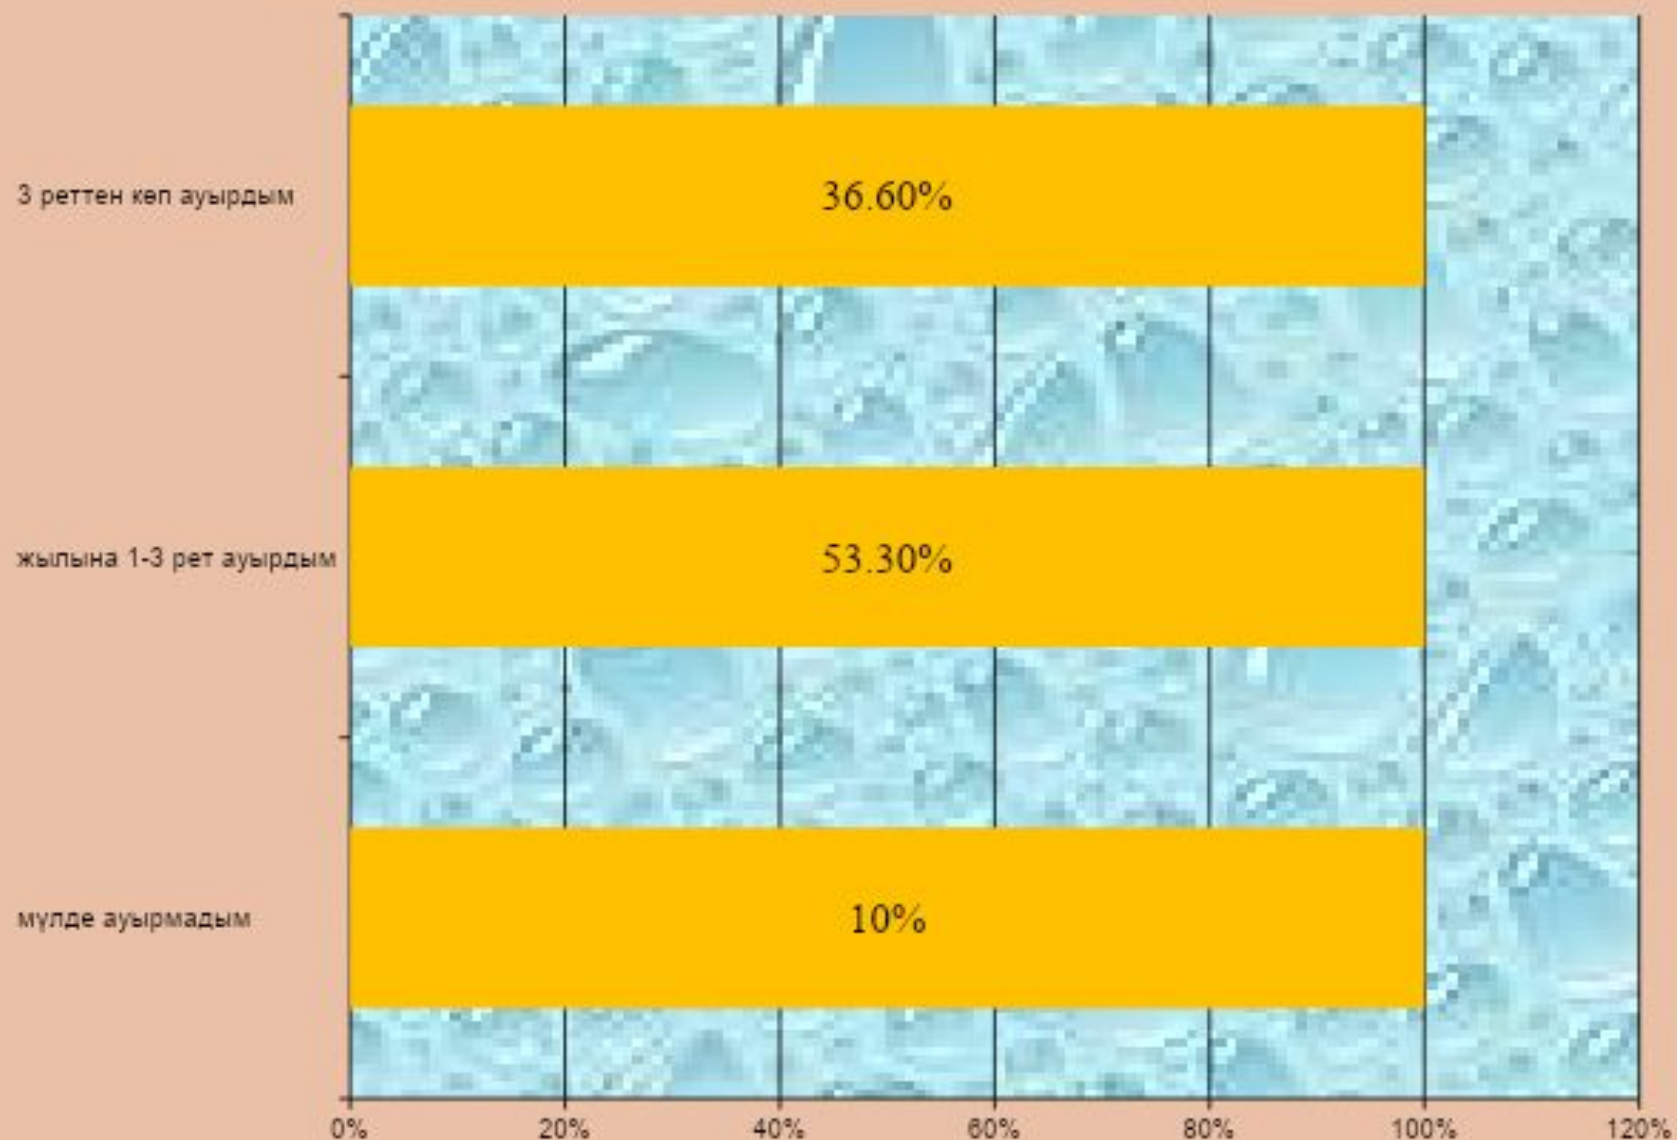 3 реттен көп ауырдым
36.60%
жылына 1-3 рет ауырдым
53.30%
мүлде ауырмадым
10%
0% 20% 40% 60% 80% 100% 120%